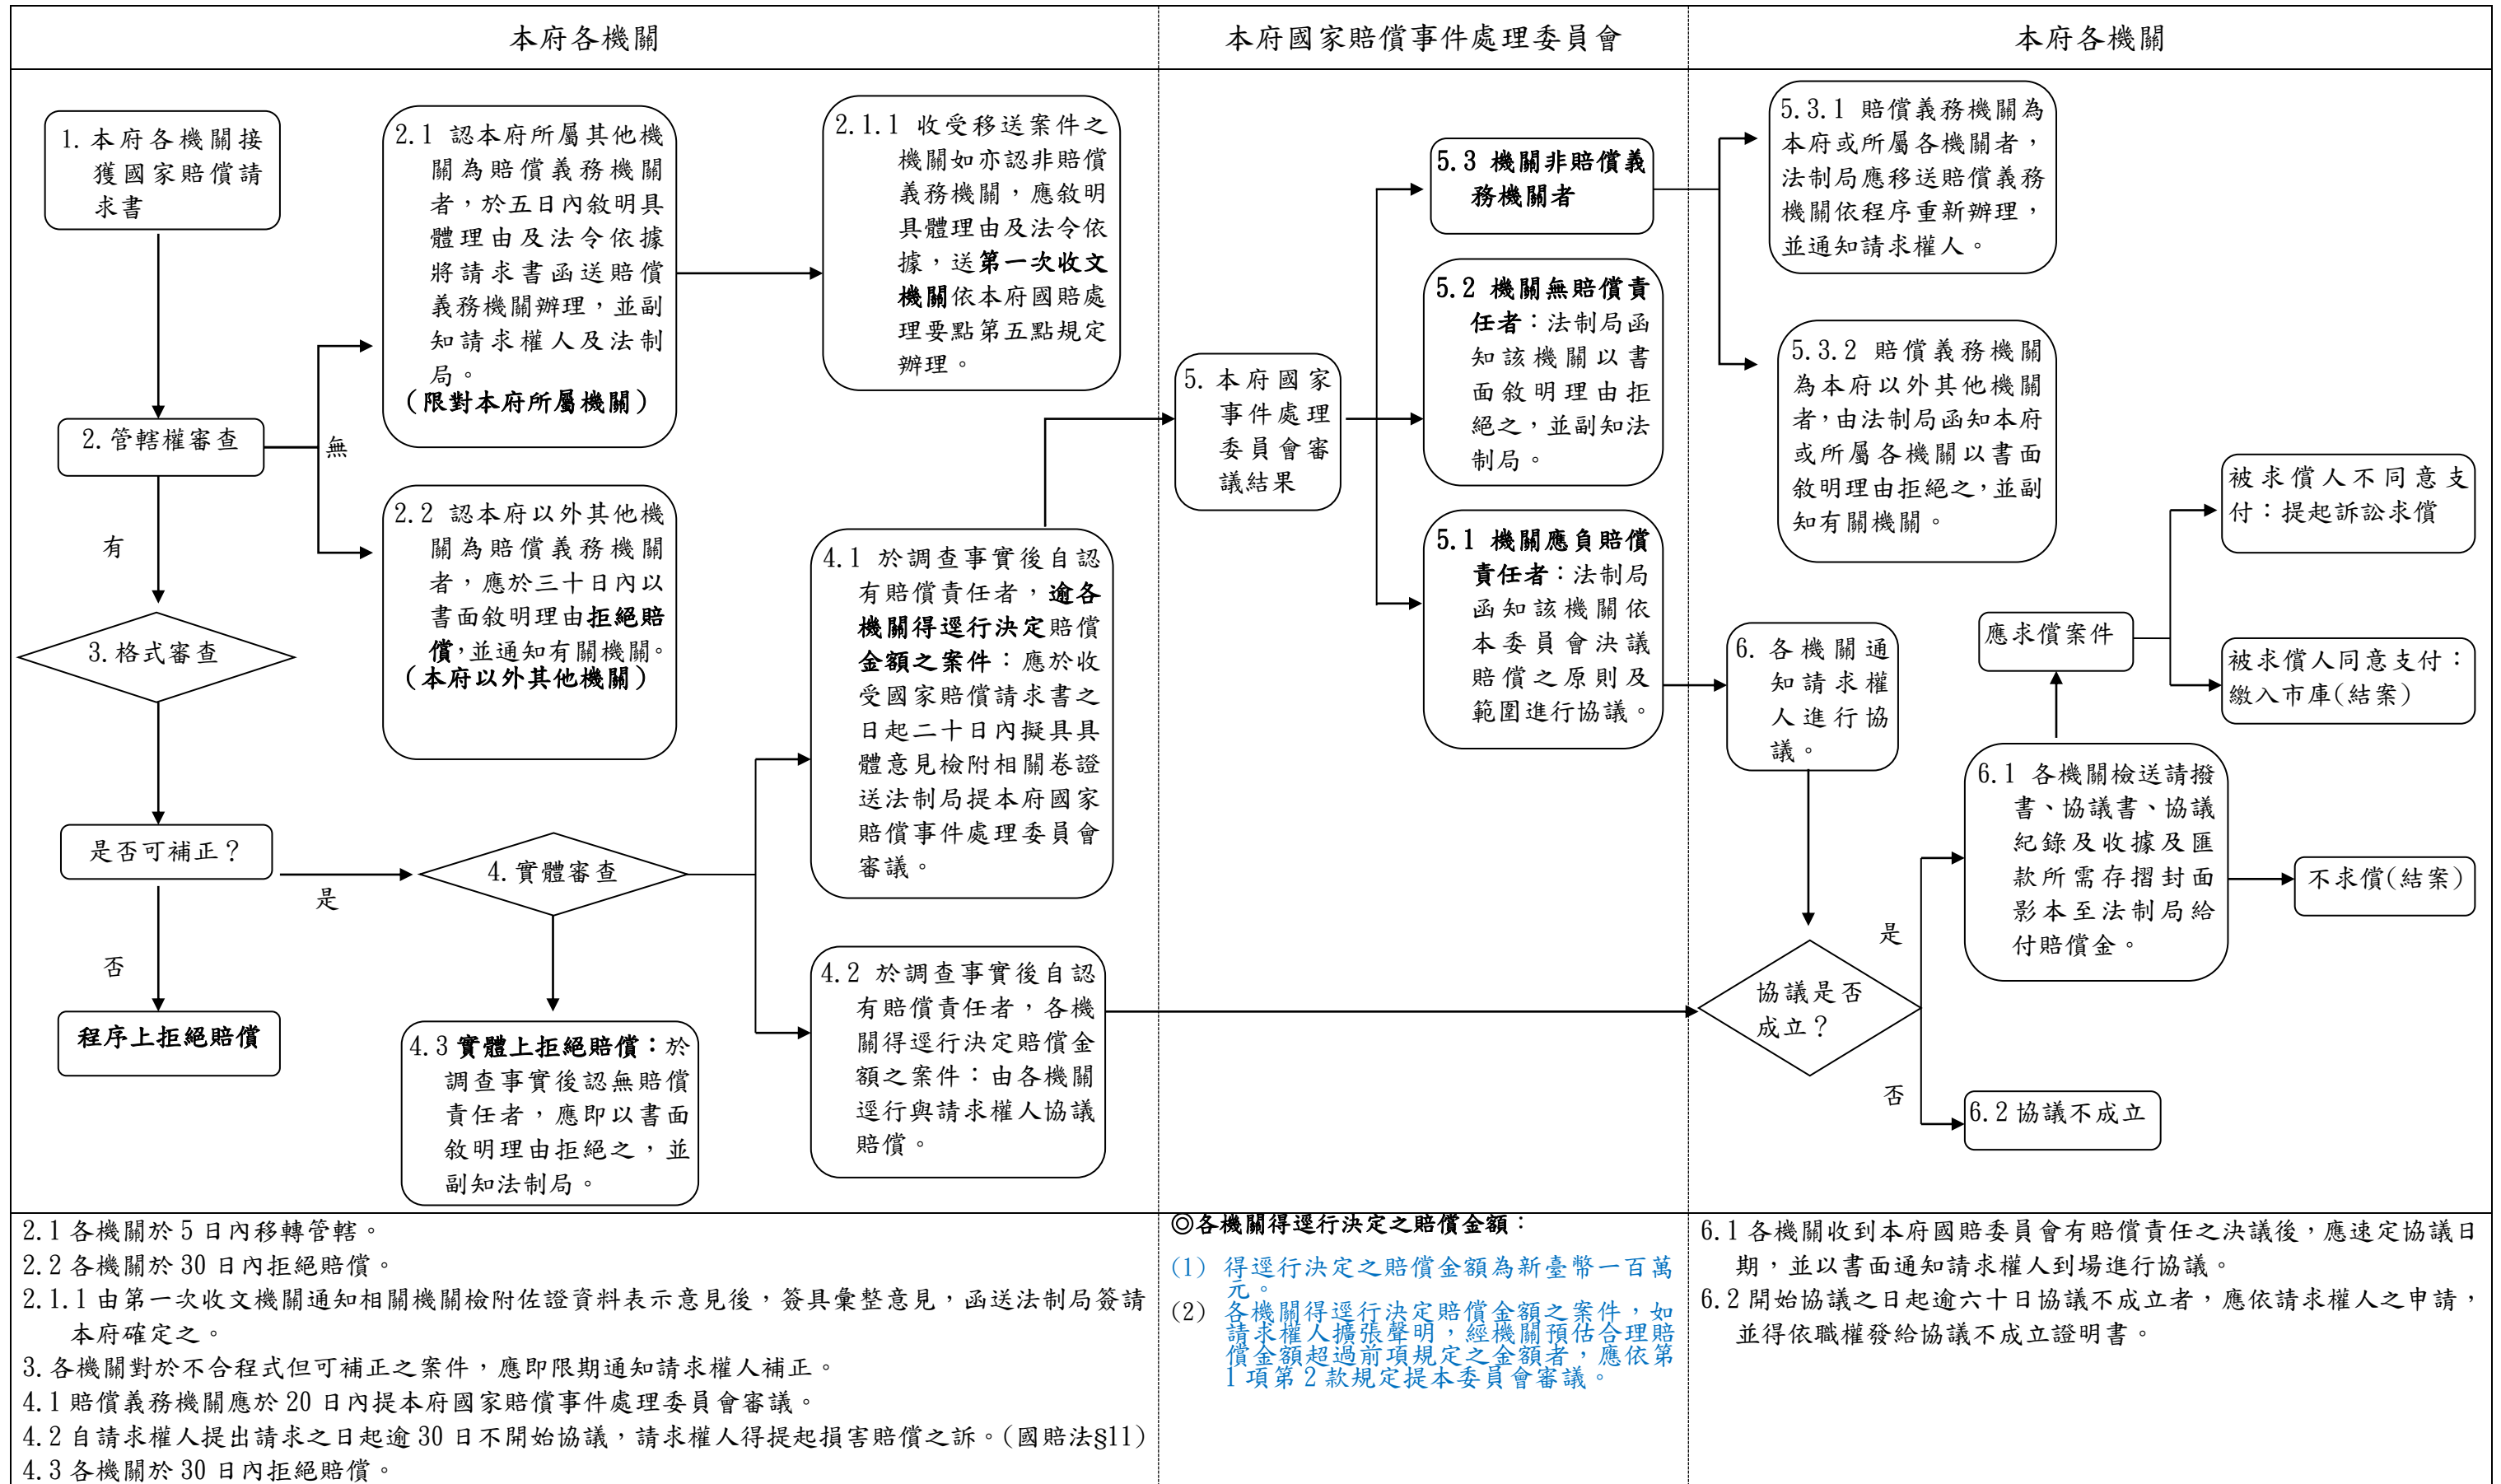 本府各機關
本府國家賠償事件處理委員會
本府各機關
1.本府各機關接
獲國家賠償請
求書
2.管轄權審查
無
有
3.格式審查
是否可補正？
是
否
程序上拒絕賠償
2.1 認本府所屬其他機
關為賠償義務機關
者，於五日內敘明具
體理由及法令依據
將請求書函送賠償
義務機關辦理，並副
知請求權人及法制
局。
(限對本府所屬機關)
2.1.1 收受移送案件之
機關如亦認非賠償
義務機關，應敘明
具體理由及法令依
據，送第一次收文
機關依本府國賠處
理要點第五點規定
辦理。
2.2 認本府以外其他機
關為賠償義務機關
者，應於三十日內以
書面敘明理由拒絕賠
償，並通知有關機關。
(本府以外其他機關)
4.實體審查
4.1 於調查事實後自認
有賠償責任者，逾各
機關得逕行決定賠償
金額之案件：應於收
受國家賠償請求書之
日起二十日內擬具具
體意見檢附相關卷證
送法制局提本府國家
賠償事件處理委員會
審議。
4.2 於調查事實後自認
有賠償責任者，各機
關得逕行決定賠償金
額之案件：由各機關
逕行與請求權人協議
賠償。
4.3 實體上拒絕賠償：於
調查事實後認無賠償
責任者，應即以書面
敘明理由拒絕之，並
副知法制局。
5.本府國家
事件處理
委員會審
議結果
5.3 機關非賠償義
務機關者
5.2 機關無賠償責
任者：法制局函
知該機關以書
面敘明理由拒
絕之，並副知法
制局。
5.1 機關應負賠償
責任者：法制局
函知該機關依
本委員會決議
賠償之原則及
範圍進行協議。
5.3.1 賠償義務機關為
本府或所屬各機關者，
法制局應移送賠償義務
機關依程序重新辦理，
並通知請求權人。
5.3.2 賠償義務機關
為本府以外其他機關
者，由法制局函知本府
或所屬各機關以書面
敘明理由拒絕之，並副
知有關機關。
6.各機關通
知請求權
人進行協
議。
協議是否
成立？
是
否
6.1 各機關檢送請撥
書、協議書、協議
紀錄及收據及匯
款所需存摺封面
影本至法制局給
付賠償金。
6.2 協議不成立
應求償案件
被求償人不同意支
付：提起訴訟求償
被求償人同意支付：
繳入市庫(結案)
不求償(結案)
2.1 各機關於 5 日內移轉管轄。
2.2 各機關於 30 日內拒絕賠償。
2.1.1 由第一次收文機關通知相關機關檢附佐證資料表示意見後，簽具彙整意見，函送法制局簽請
本府確定之。
3.各機關對於不合程式但可補正之案件，應即限期通知請求權人補正。
4.1 賠償義務機關應於 20 日內提本府國家賠償事件處理委員會審議。
4.2 自請求權人提出請求之日起逾 30 日不開始協議，請求權人得提起損害賠償之訴。(國賠法§11)
4.3 各機關於 30 日內拒絕賠償。
◎各機關得逕行決定之賠償金額：
(1) 得逕行決定之賠償金額為新臺幣一百萬
元。
(2) 各機關得逕行決定賠償金額之案件，如
請求權人擴張聲明，經機關預估合理賠
償金額超過前項規定之金額者，應依第
1 項第 2 款規定提本委員會審議。
6.1 各機關收到本府國賠委員會有賠償責任之決議後，應速定協議日
期，並以書面通知請求權人到場進行協議。
6.2 開始協議之日起逾六十日協議不成立者，應依請求權人之申請，
並得依職權發給協議不成立證明書。